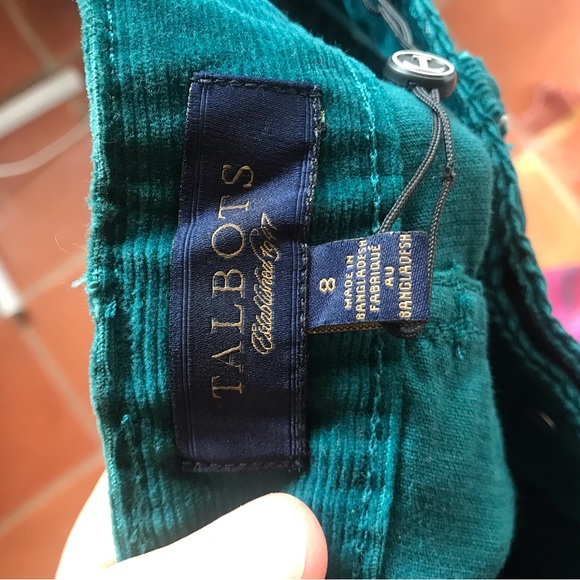 TALBOTS
Established 1947
8
MADE IN
BANGLADESH
FABRIQUÉ
AU
BANGLADESH